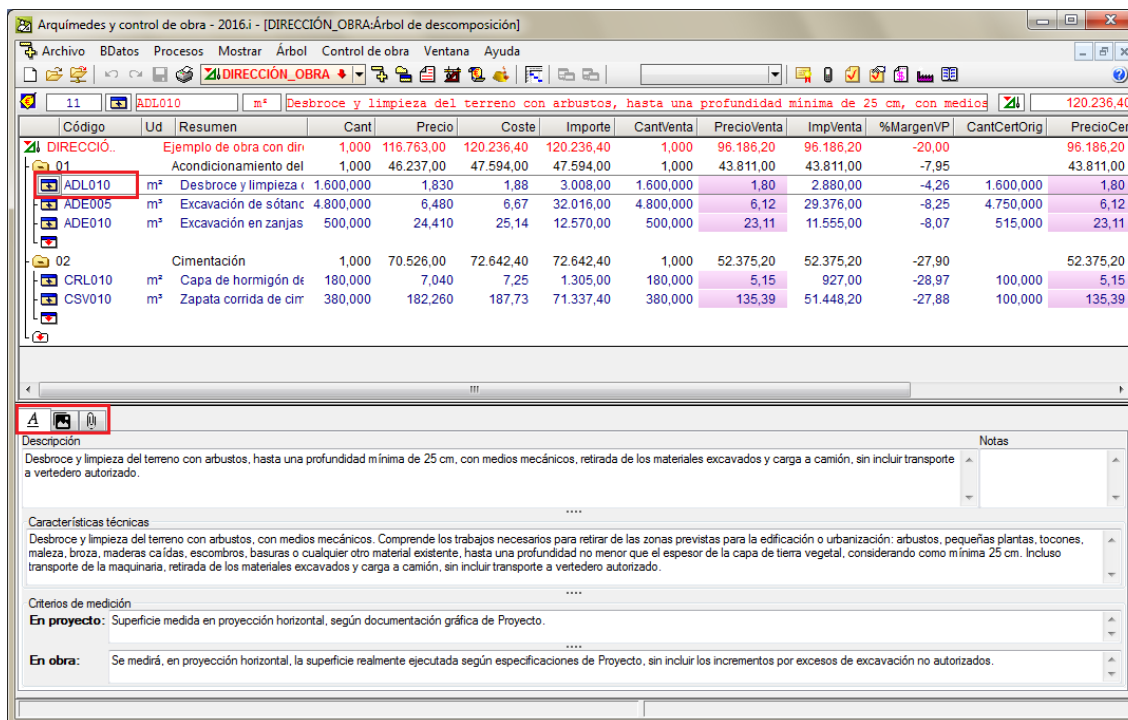 Arquímedes y control de obra - 2016.i - [DIRECCIÓN_OBRA:Árbol de descomposición]
Archivo BDatos Procesos Mostrar Árbol Control de obra Ventana Ayuda
DIRECCIÓN_OBRA
11 ADL010 m² Desbroce y limpieza del terreno con arbustos, hasta una profundidad mínima de 25 cm, con medios 120.236,40
Código Ud Resumen Cant Precio Coste Importe CantVenta PrecioVenta ImpVenta %MargenVP CantCertOrig PrecioCer
DIRECCIÓ.. Ejemplo de obra con dire 1,000 116.763,00 120.236,40 120.236,40 1,000 96.186,20 96.186,20 -20,00 96.186,20
01 Acondicionamiento del 1,000 46.237,00 47.594,00 47.594,00 1,000 43.811,00 43.811,00 -7,95 43.811,00
ADL010 m² Desbroce y limpieza 1.600,000 1,830 1,88 3.008,00 1.600,000 1,80 2.880,00 -4,26 1.600,000 1,80
ADE005 m³ Excavación de sótano 4.800,000 6,480 6,67 32.016,00 4.800,000 6,12 29.376,00 -8,25 4.750,000 6,12
ADE010 m³ Excavación en zanjas 500,000 24,410 25,14 12.570,00 500,000 23,11 11.555,00 -8,07 515,000 23,11
02 Cimentación 1,000 70.526,00 72.642,40 72.642,40 1,000 52.375,20 52.375,20 -27,90 52.375,20
CRL010 m² Capa de hormigón de 180,000 7,040 7,25 1.305,00 180,000 5,15 927,00 -28,97 100,000 5,15
CSV010 m³ Zapata corrida de cim 380,000 182,260 187,73 71.337,40 380,000 135,39 51.448,20 -27,88 100,000 135,39
A
Descripción Notas
Desbroce y limpieza del terreno con arbustos, hasta una profundidad mínima de 25 cm, con medios mecánicos, retirada de los materiales excavados y carga a camión, sin incluir transporte
a vertedero autorizado.
Características técnicas
Desbroce y limpieza del terreno con arbustos, con medios mecánicos. Comprende los trabajos necesarios para retirar de las zonas previstas para la edificación o urbanización: arbustos, pequeñas plantas, tocones,
maleza, broza, maderas caídas, escombros, basuras o cualquier otro material existente, hasta una profundidad no menor que el espesor de la capa de tierra vegetal, considerando como mínima 25 cm. Incluso
transporte de la maquinaria, retirada de los materiales excavados y carga a camión, sin incluir transporte a vertedero autorizado.
Criterios de medición
En proyecto: Superficie medida en proyección horizontal, según documentación gráfica de Proyecto.
En obra: Se medirá, en proyección horizontal, la superficie realmente ejecutada según especificaciones de Proyecto, sin incluir los incrementos por excesos de excavación no autorizados.